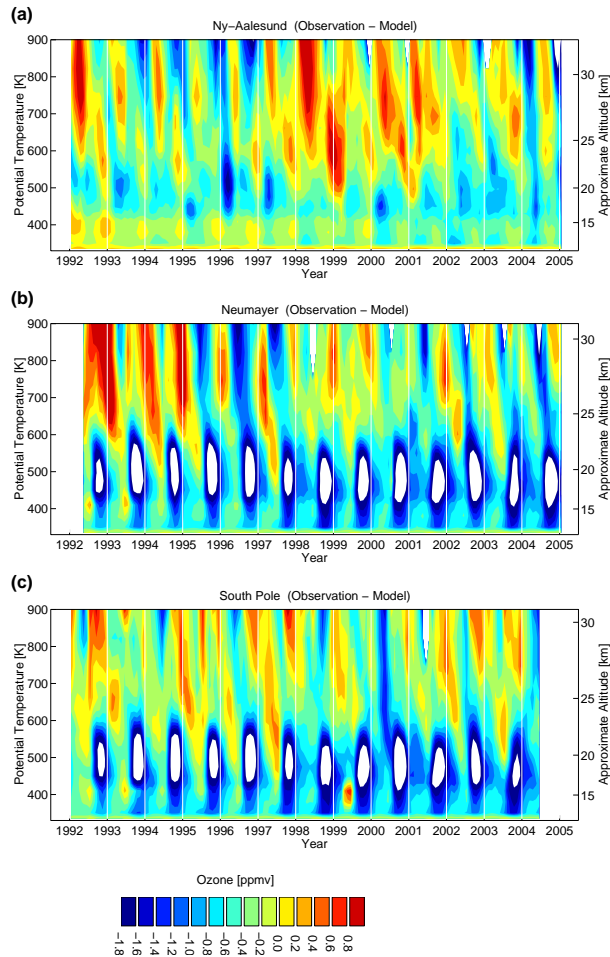 (a)
Ny−Aalesund (Observation − Model)
Potential Temperature [K]
900
800
700
600
500
400
30
25
20
15
Approximate Altitude [km]
1992 1993 1994 1995 1996 1997 1998 1999 2000 2001 2002 2003 2004 2005
Year
(b)
Neumayer (Observation − Model)
Potential Temperature [K]
900
800
700
600
500
400
30
25
20
15
Approximate Altitude [km]
1992 1993 1994 1995 1996 1997 1998 1999 2000 2001 2002 2003 2004 2005
Year
(c)
South Pole (Observation − Model)
Potential Temperature [K]
900
800
700
600
500
400
30
25
20
15
Approximate Altitude [km]
1992 1993 1994 1995 1996 1997 1998 1999 2000 2001 2002 2003 2004 2005
Year
Ozone [ppmv]
−1.8 −1.6 −1.4 −1.2 −1.0 −0.8 −0.6 −0.4 −0.2 0.0 0.2 0.4 0.6 0.8